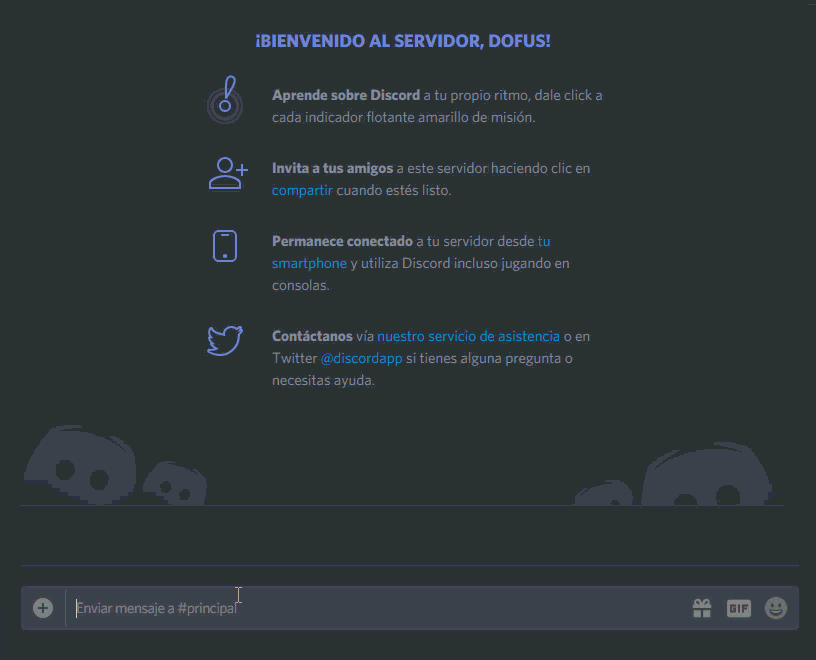 ¡BIENVENIDO AL SERVIDOR, DOFUS!
Aprende sobre Discord a tu propio ritmo, dale click a
cada indicador flotante amarillo de misión.
Invita a tus amigos a este servidor haciendo clic en
compartir cuando estés listo.
Permanece conectado a tu servidor desde tu
smartphone y utiliza Discord incluso jugando en
consolas.
Contáctanos vía nuestro servicio de asistencia o en
Twitter @discordapp si tienes alguna pregunta o
necesitas ayuda.
Enviar mensaje a #principal
GIF